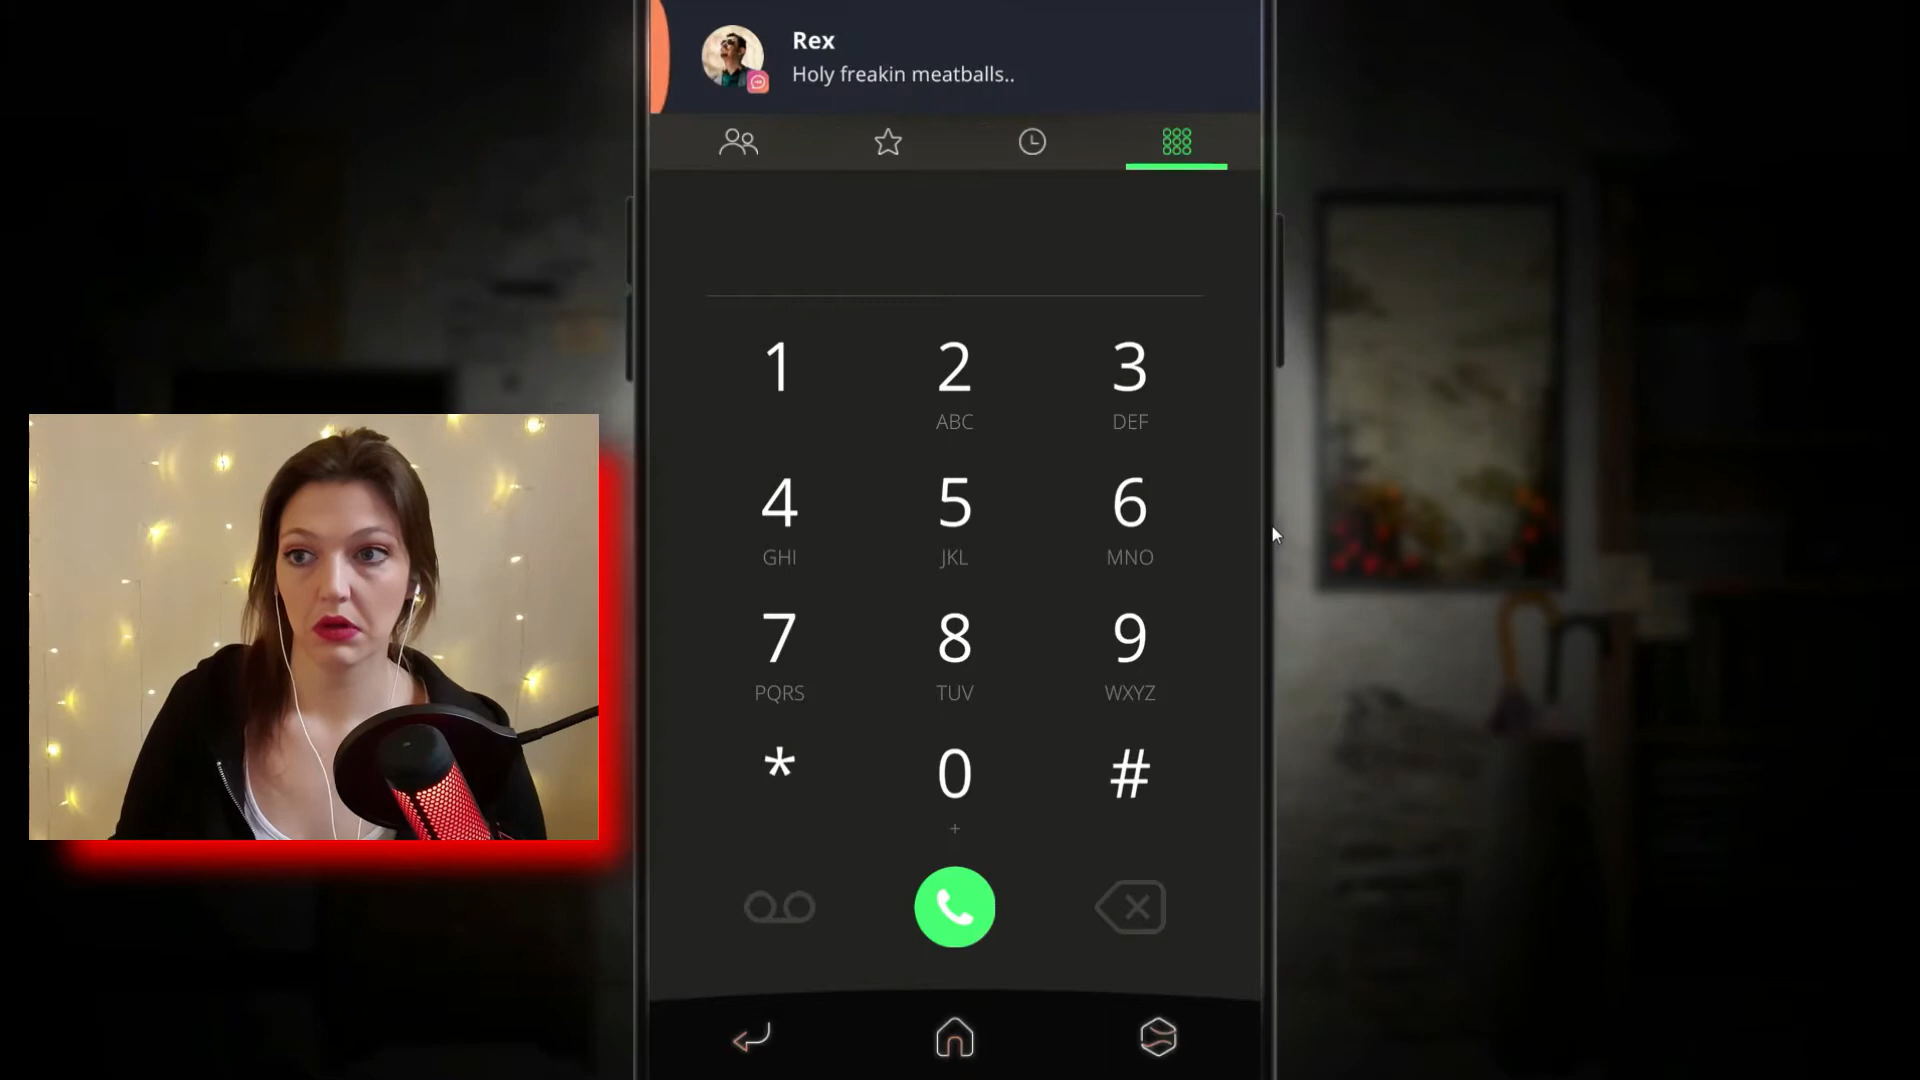 Rex
Holy freakin meatballs..
1 2 3
ABC DEF
4 5 6
GHI JKL MNO
7 8 9
PQRS TUV WXYZ
* 0 #
+